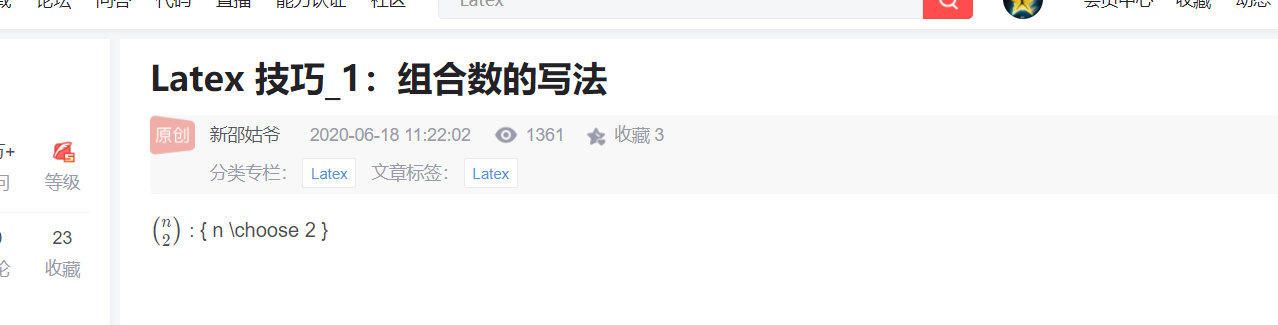 论坛 问答 代码 直播 能力认证 社区
Latex
会员中心 收藏 动态
Latex 技巧_1：组合数的写法
原创
新邵姑爷 2020-06-18 11:22:02 1361 收藏 3
分类专栏： Latex 文章标签： Latex
等级
23
收藏
(n 2) : { n \choose 2 }